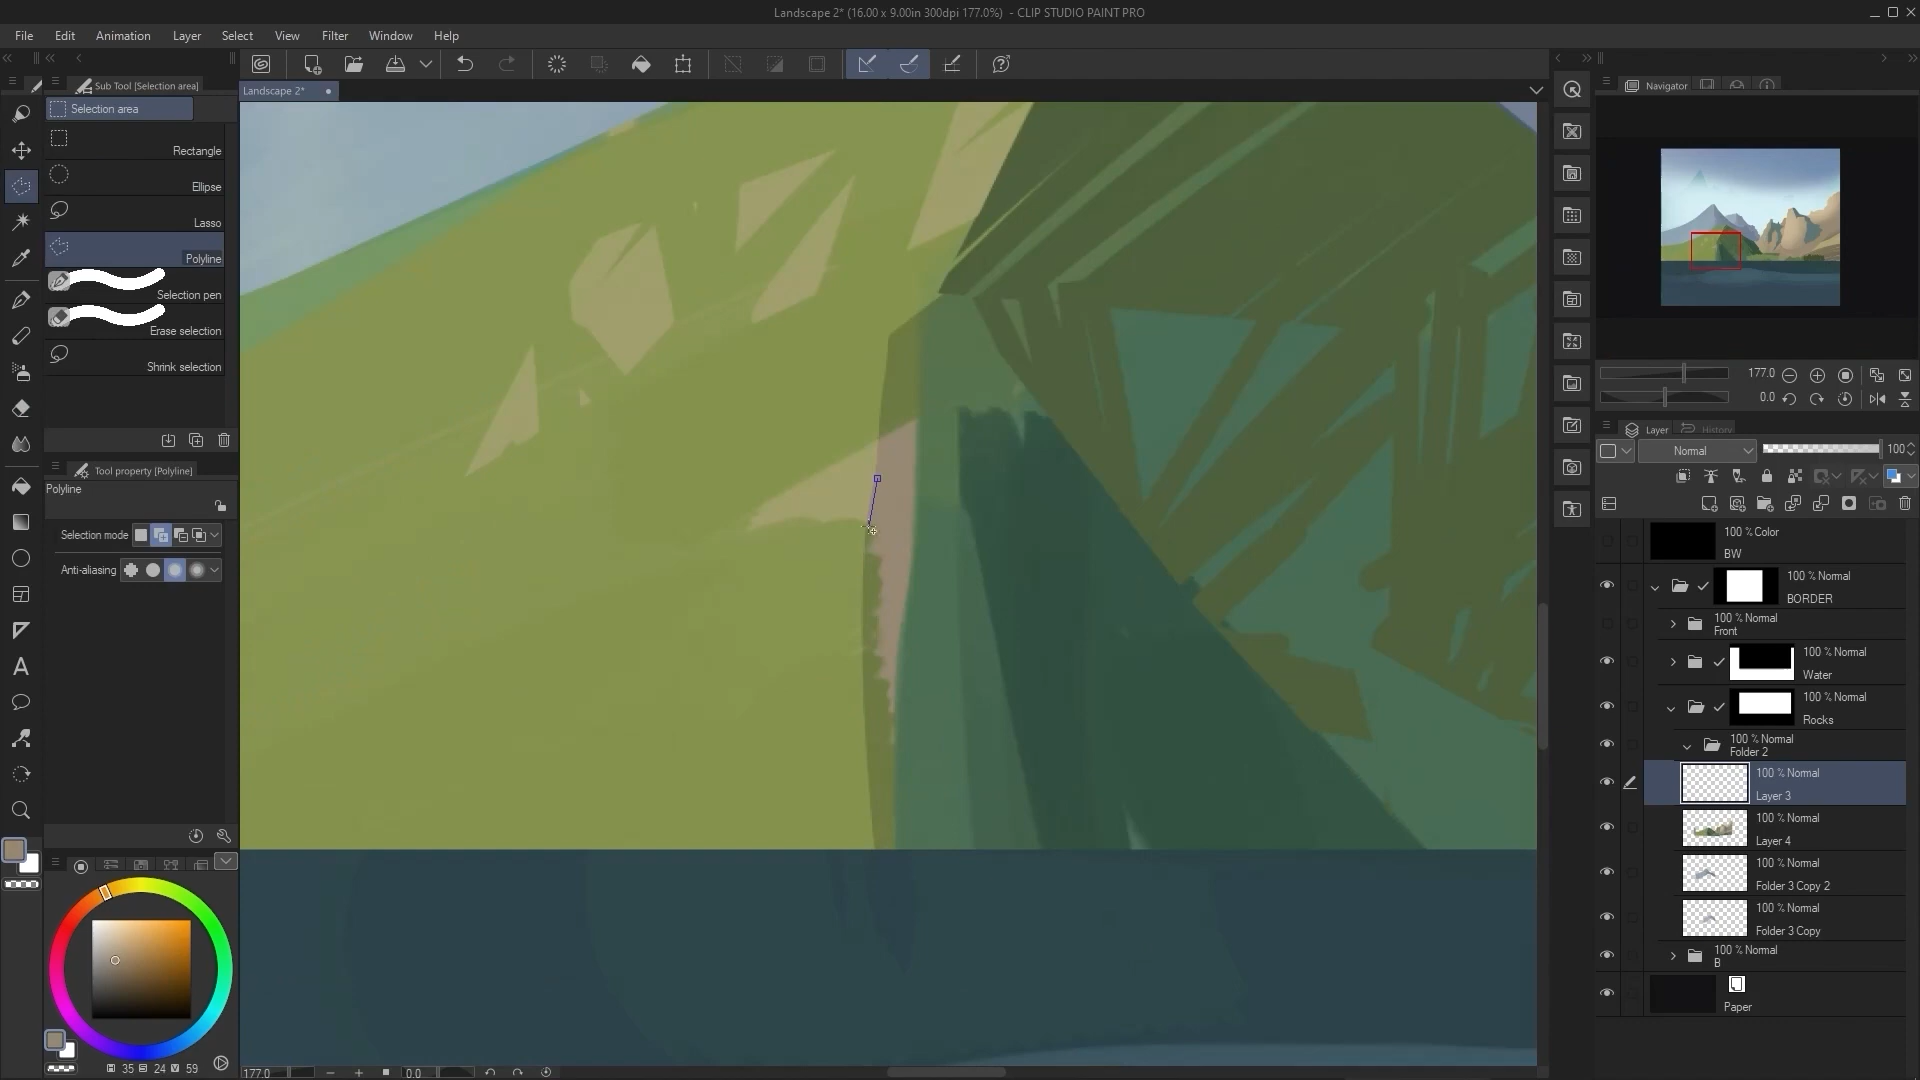 Landscape 2* (16.00 x 9.00in 300dpi 177.0%)  - CLIP STUDIO PAINT PRO
File Edit Animation Layer Select View Filter Window Help
Sub Tool [Selection area]
Landscape 2*
Navigator
Selection area
Rectangle
Ellipse
Lasso
Polyline
Selection pen
Erase selection
Shrink selection
177.0
0.0
Layer History
Normal 100
Tool property [Polyline]
Polyline
Selection mode
Anti-aliasing
100 % Color
BW
100 % Normal
BORDER
100 % Normal
Front
100 % Normal
Water
100 % Normal
Rocks
100 % Normal
Folder 2
100 % Normal
Layer 3
100 % Normal
Layer 4
100 % Normal
Folder 3 Copy 2
100 % Normal
Folder 3 Copy
100 % Normal
B
Paper
H 35 S 24 V 59
177.0 0.0